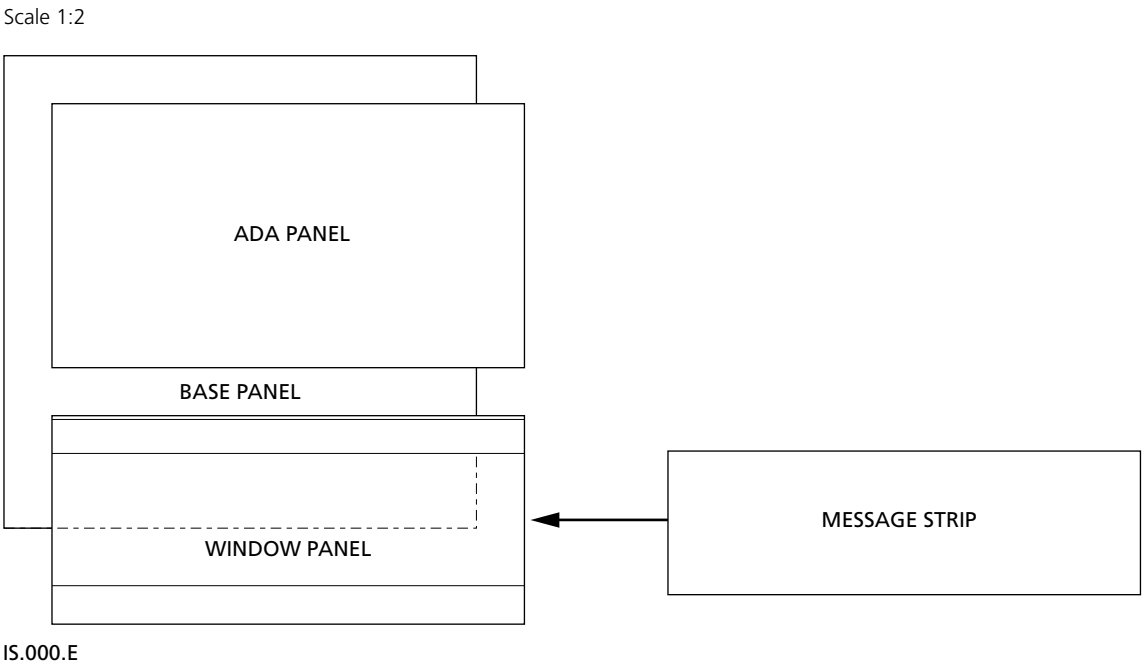 Scale 1:2
ADA PANEL
BASE PANEL
MESSAGE STRIP
WINDOW PANEL
IS.000.E